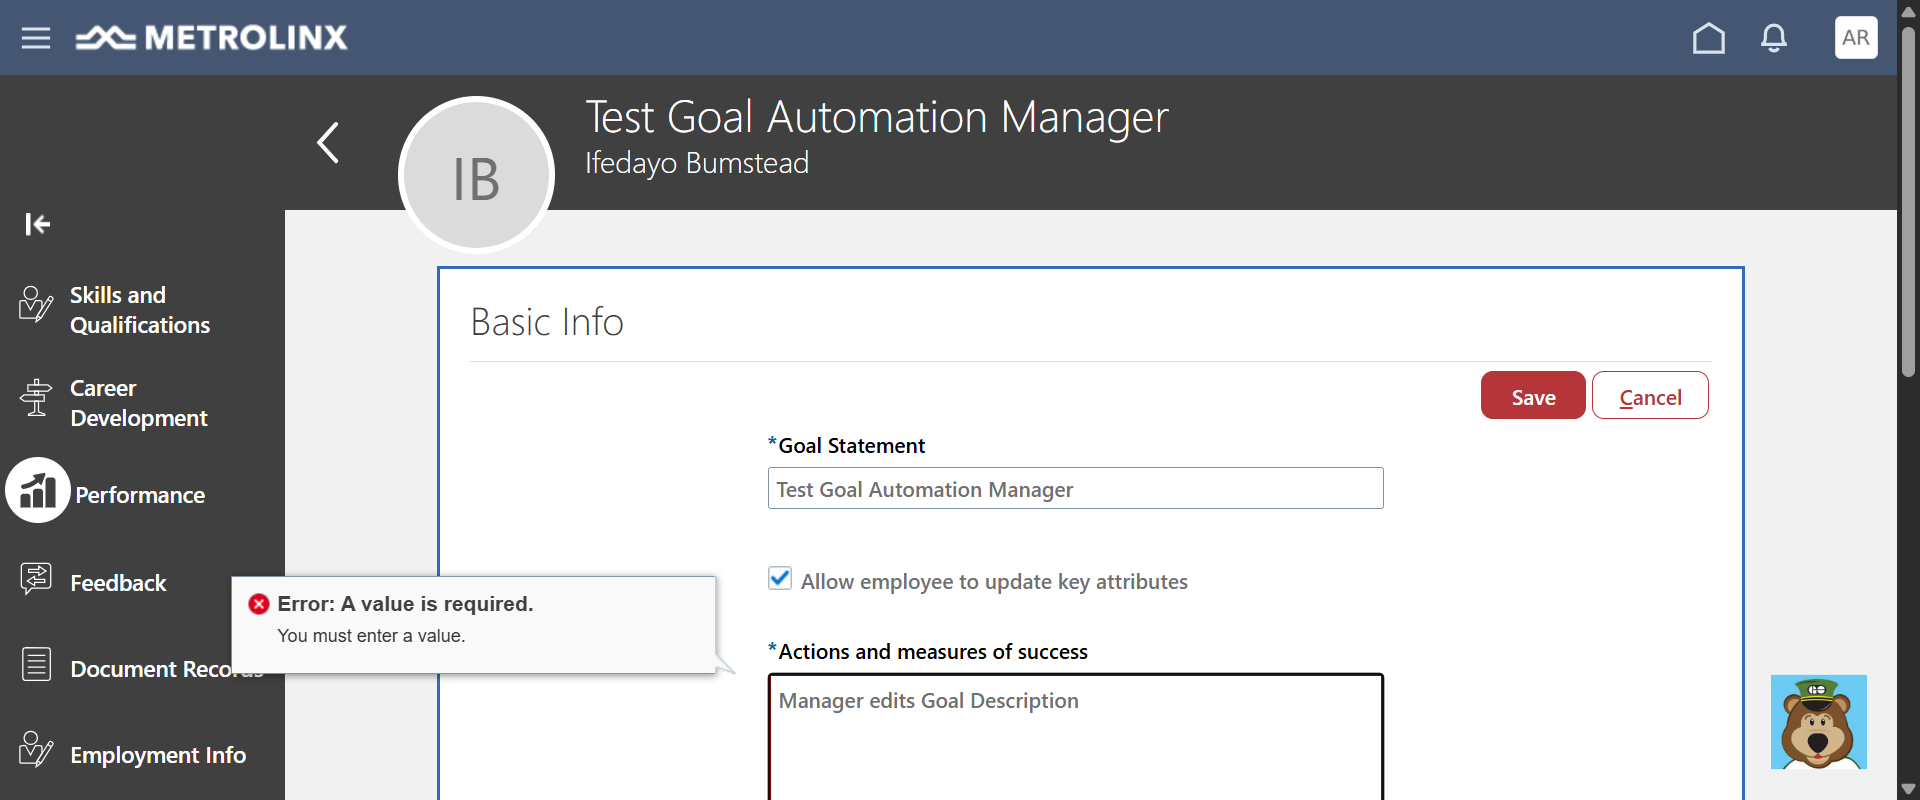 METROLINX
AR
IB
Test Goal Automation Manager
Ifedayo Bumstead
Skills and
Qualifications
Career
Development
Performance
Feedback
Document Records
Employment Info
Basic Info
Save
Cancel
*Goal Statement
Test Goal Automation Manager
Allow employee to update key attributes
Error: A value is required.
You must enter a value.
*Actions and measures of success
Manager edits Goal Description
GO